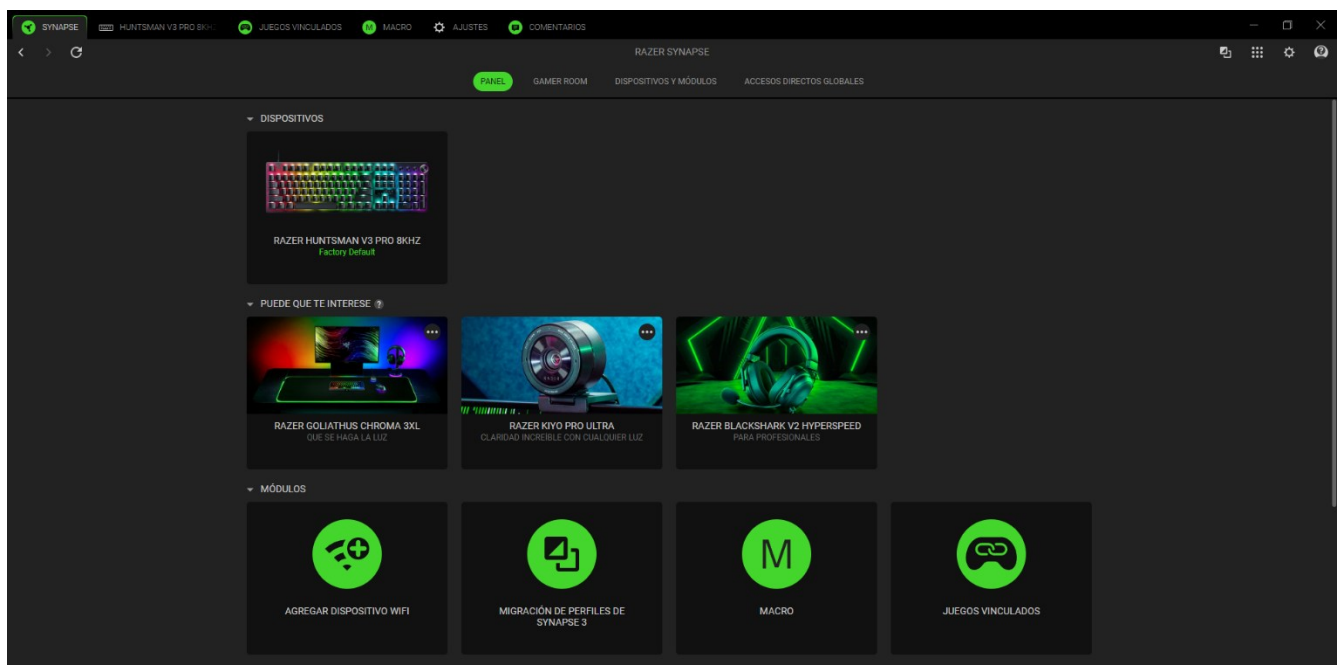 SYNAPSE
HUNTSMAN V3 PRO 8KHZ
JUEGOS VINCULADOS
M
MACRO
AJUSTES
COMENTARIOS
RAZER SYNAPSE
PANEL
GAMER ROOM
DISPOSITIVOS Y MÓDULOS
ACCESOS DIRECTOS GLOBALES
DISPOSITIVOS
RAZER HUNTSMAN V3 PRO 8KHZ
Factory Default
PUEDE QUE TE INTERESE ?
RAZER GOLIATHUS CHROMA 3XL
QUE SE HAGA LA LUZ
RAZER KIYO PRO ULTRA
CLARIDAD INCREÍBLE CON CUALQUIER LUZ
RAZER BLACKSHARK V2 HYPERSPEED
PARA PROFESIONALES
MÓDULOS
AGREGAR DISPOSITIVO WIFI
MIGRACIÓN DE PERFILES DE
SYNAPSE 3
M
MACRO
JUEGOS VINCULADOS